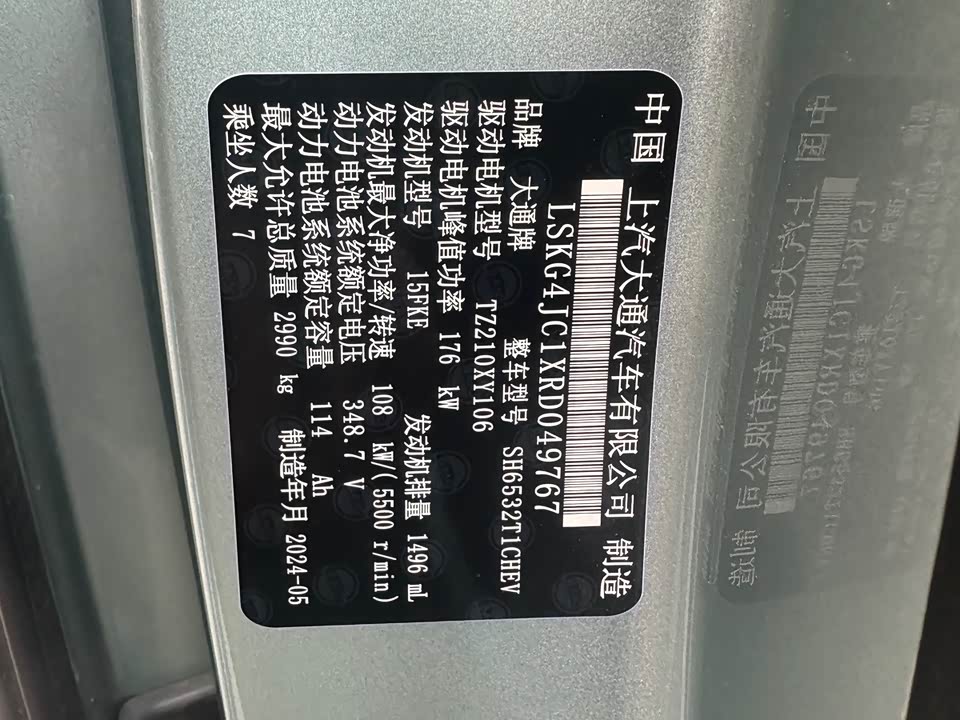 中国 上汽大通汽车有限公司 制造
LSKG4JC1XRD049767
品牌 大通牌 整车型号 SH6532T1CHEV
驱动电机型号 TZ210XY106
驱动电机峰值功率 176 kW
发动机型号 15FKE 发动机排量 1496 mL
发动机最大净功率/转速 108 kW/(5500 r/min)
动力电池系统额定电压 348.7 V
动力电池系统额定容量 114 Ah
最大允许总质量 2990 kg 制造年月 2024-05
乘坐人数 7